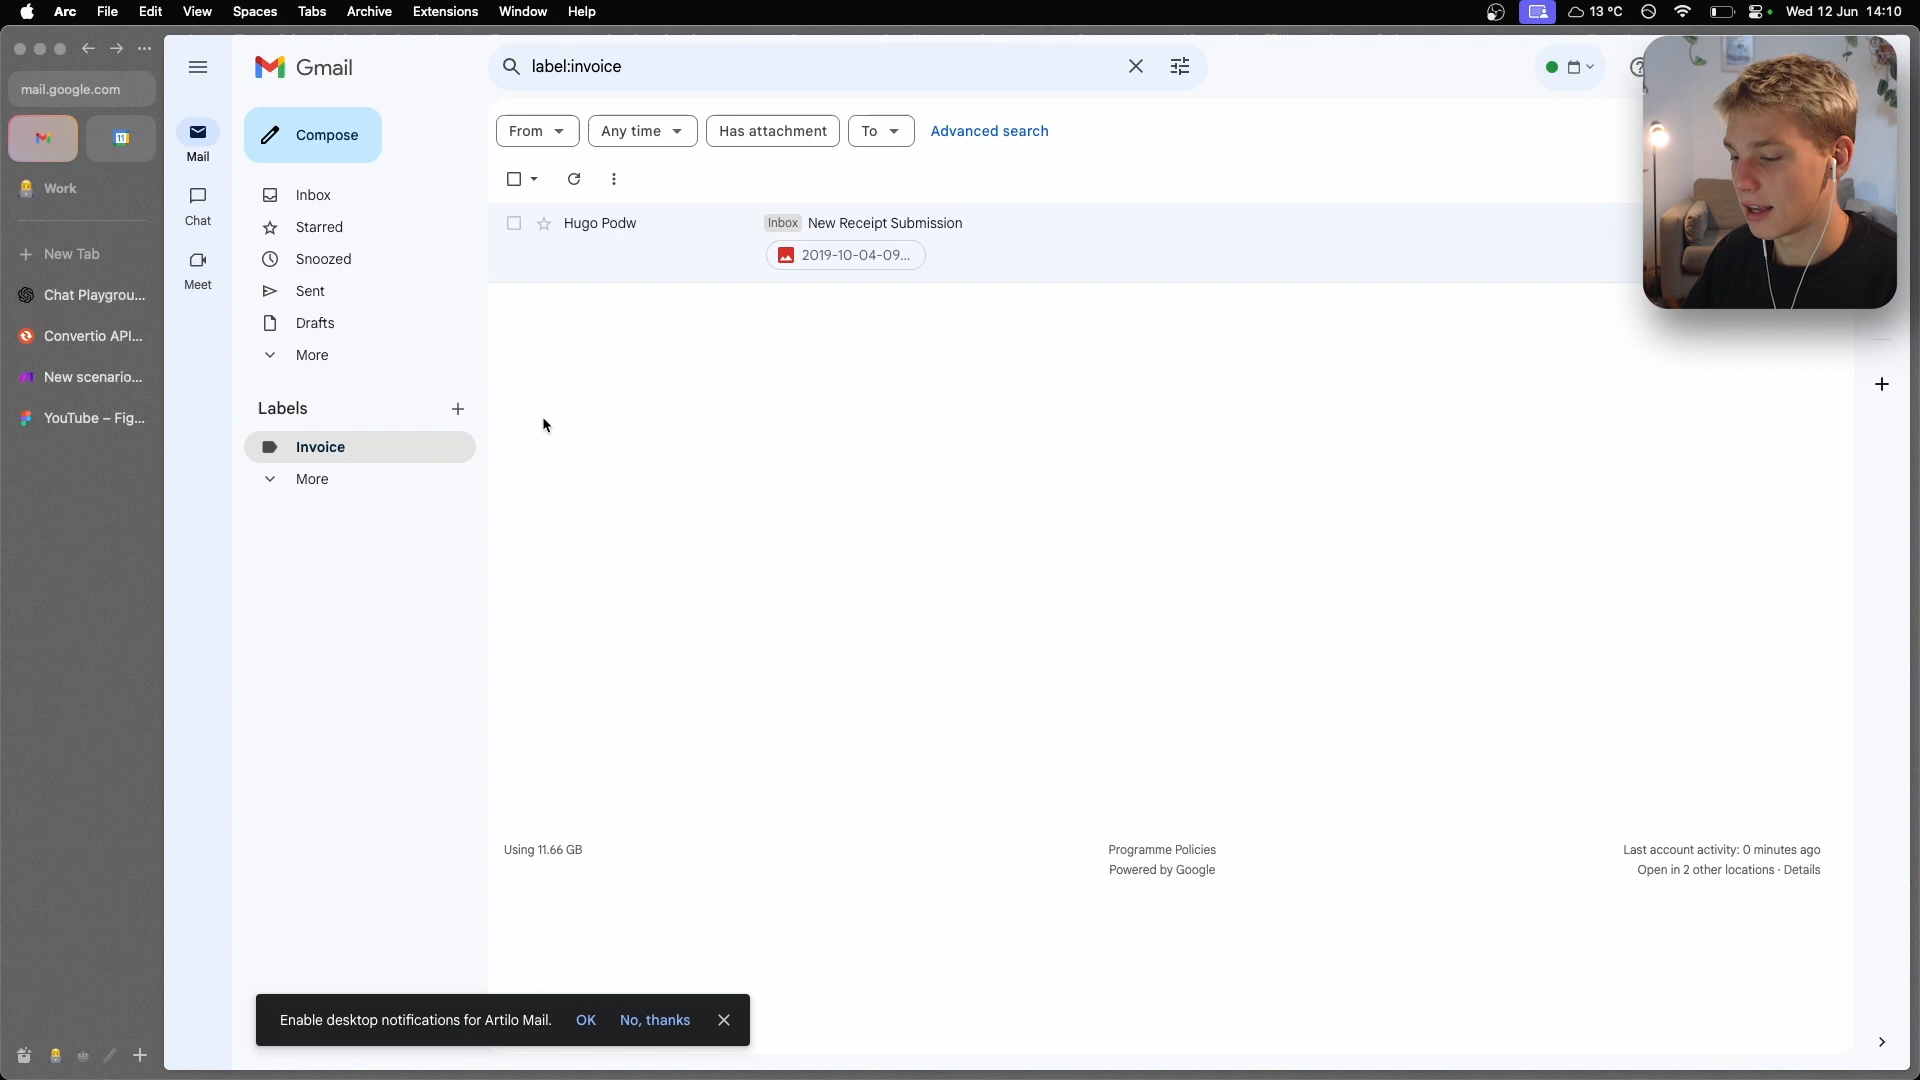 Arc File Edit View Spaces Tabs Archive Extensions Window Help
13 °C Wed 12 Jun 14:10
mail.google.com
Work
New Tab
Chat Playgrou...
Convertio API...
New scenario...
YouTube – Fig...
Mail
Chat
Meet
Gmail
Compose
Inbox
Starred
Snoozed
Sent
Drafts
More
Labels
Invoice
More
label:invoice
From Any time Has attachment To Advanced search
Hugo Podw Inbox New Receipt Submission
2019-10-04-09...
Using 11.66 GB
Programme Policies
Powered by Google
Last account activity: 0 minutes ago
Open in 2 other locations · Details
Enable desktop notifications for Artilo Mail. OK No, thanks